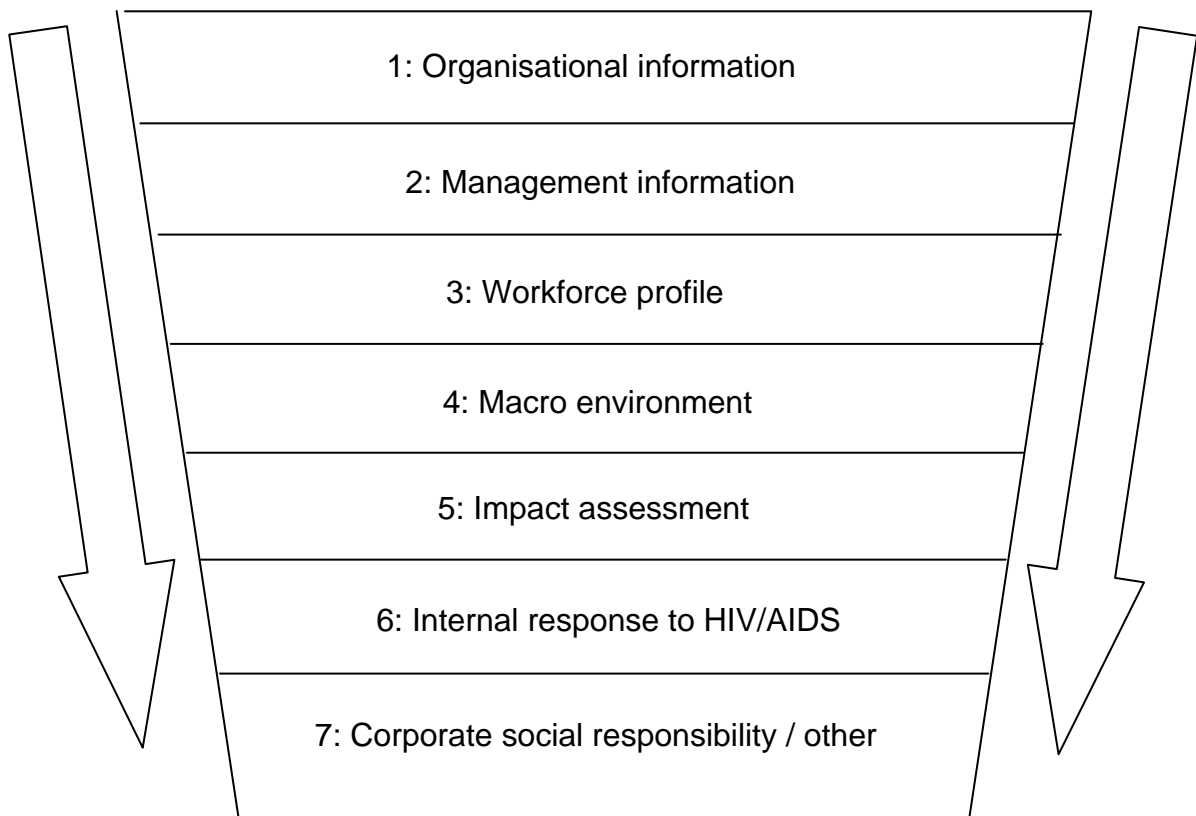 1: Organisational information
2: Management information
3: Workforce profile
4: Macro environment
5: Impact assessment
6: Internal response to HIV/AIDS
7: Corporate social responsibility / other